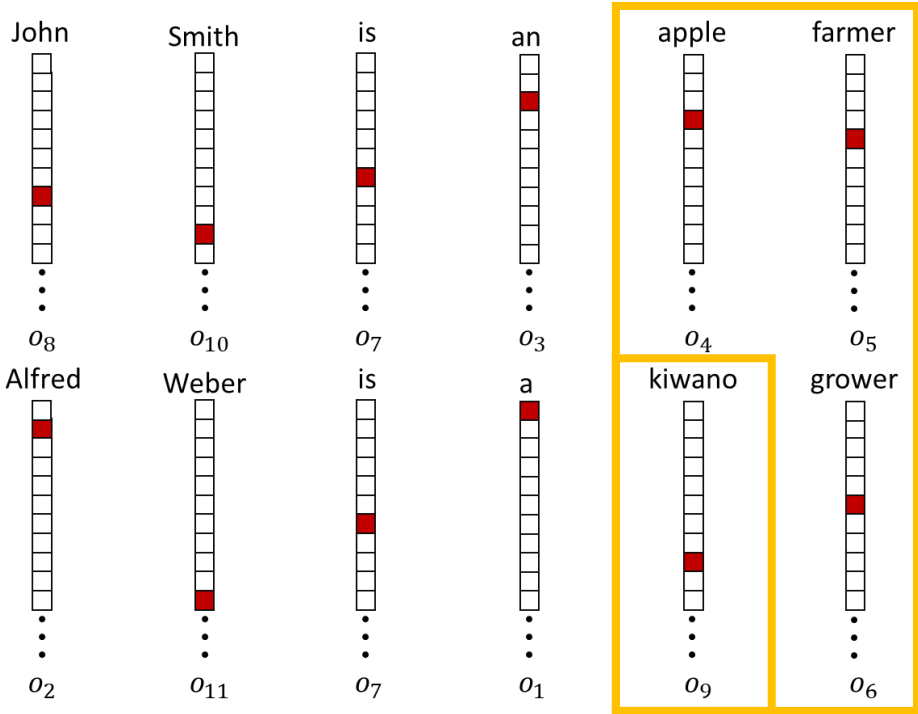 John Smith is an apple farmer
o₈ o₁₀ o₇ o₃ o₄ o₅
Alfred Weber is a kiwano grower
o₂ o₁₁ o₇ o₁ o₉ o₆